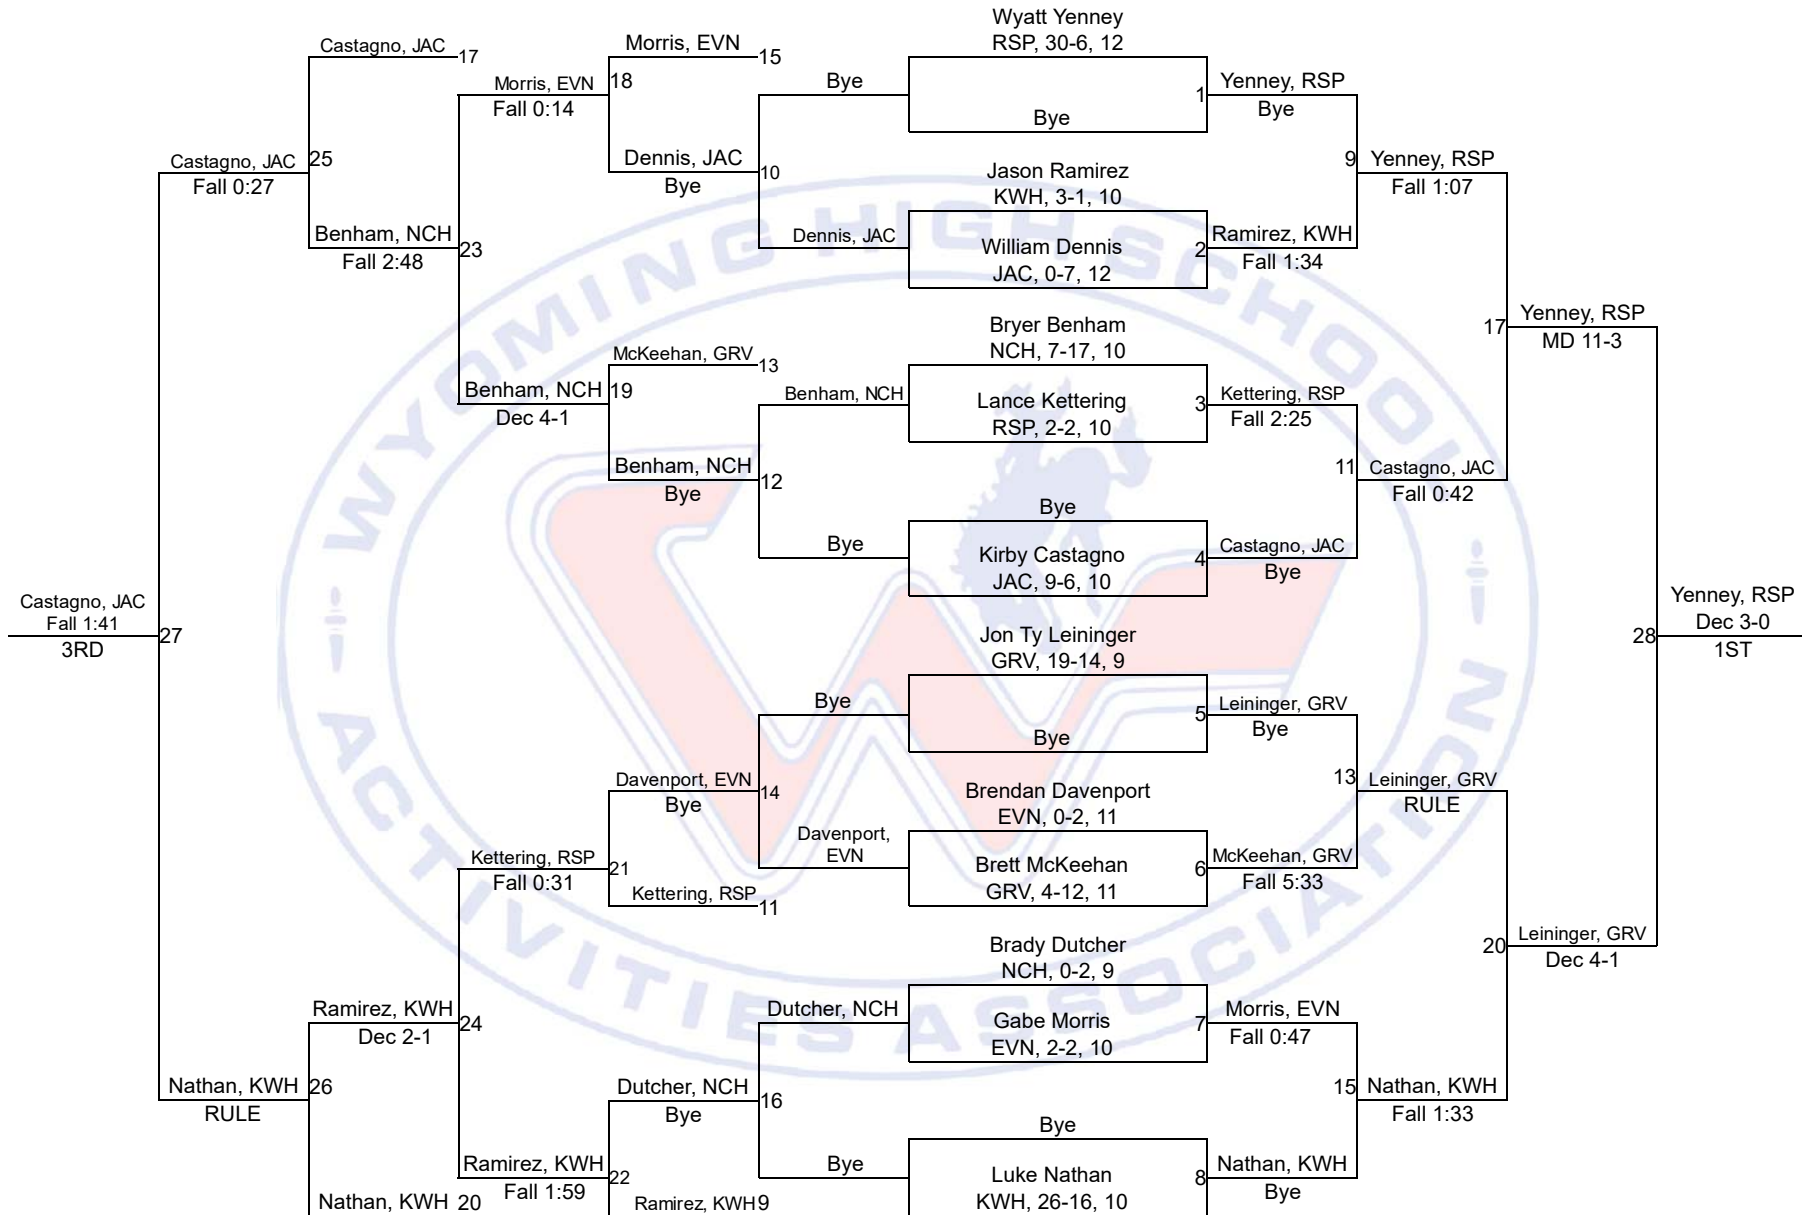 Wyatt Yenney
RSP, 30-6, 12
Castagno, JAC
17
Morris, EVN
15
Morris, EVN
18
Fall 0:14
Bye
1
Yenney, RSP
Bye
Bye
Castagno, JAC
25
Fall 0:27
Dennis, JAC
10
Bye
Jason Ramirez
KWH, 3-1, 10
9
Yenney, RSP
Fall 1:07
Benham, NCH
23
Fall 2:48
Dennis, JAC
William Dennis
JAC, 0-7, 12
2
Ramirez, KWH
Fall 1:34
Bryer Benham
NCH, 7-17, 10
17
Yenney, RSP
MD 11-3
McKeehan, GRV
13
Benham, NCH
19
Dec 4-1
Benham, NCH
Lance Kettering
RSP, 2-2, 10
3
Kettering, RSP
Fall 2:25
Benham, NCH
12
Bye
11
Castagno, JAC
Fall 0:42
Bye
Bye
Kirby Castagno
JAC, 9-6, 10
4
Castagno, JAC
Bye
Castagno, JAC
Fall 1:41
27
3RD
Jon Ty Leininger
GRV, 19-14, 9
Yenney, RSP
Dec 3-0
28
1ST
Bye
5
Leininger, GRV
Bye
Bye
Davenport, EVN
14
Bye
Brendan Davenport
EVN, 0-2, 11
13
Leininger, GRV
RULE
Kettering, RSP
21
Fall 0:31
Davenport,
EVN
Brett McKeehan
GRV, 4-12, 11
6
McKeehan, GRV
Fall 5:33
Kettering, RSP
11
Brady Dutcher
NCH, 0-2, 9
20
Leininger, GRV
Dec 4-1
Ramirez, KWH
24
Dec 2-1
Dutcher, NCH
Gabe Morris
EVN, 2-2, 10
7
Morris, EVN
Fall 0:47
Nathan, KWH
26
RULE
Dutcher, NCH
16
Bye
15
Nathan, KWH
Fall 1:33
Bye
Ramirez, KWH
22
Fall 1:59
Bye
Luke Nathan
KWH, 26-16, 10
8
Nathan, KWH
Bye
Nathan, KWH
20
Ramirez, KWH
9
WYOMING HIGH SCHOOL
ACTIVITIES ASSOCIATION